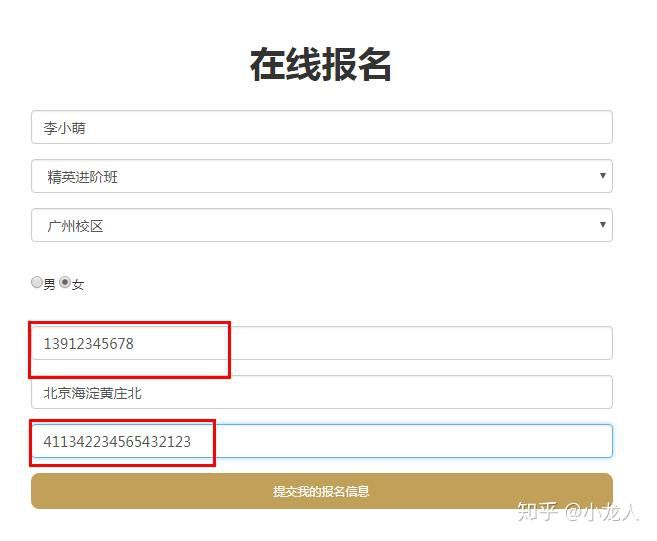 在线报名
李小萌
精英进阶班
广州校区
男 女
13912345678
北京海淀黄庄北
411342234565432123
提交我的报名信息
知乎 @小龙人